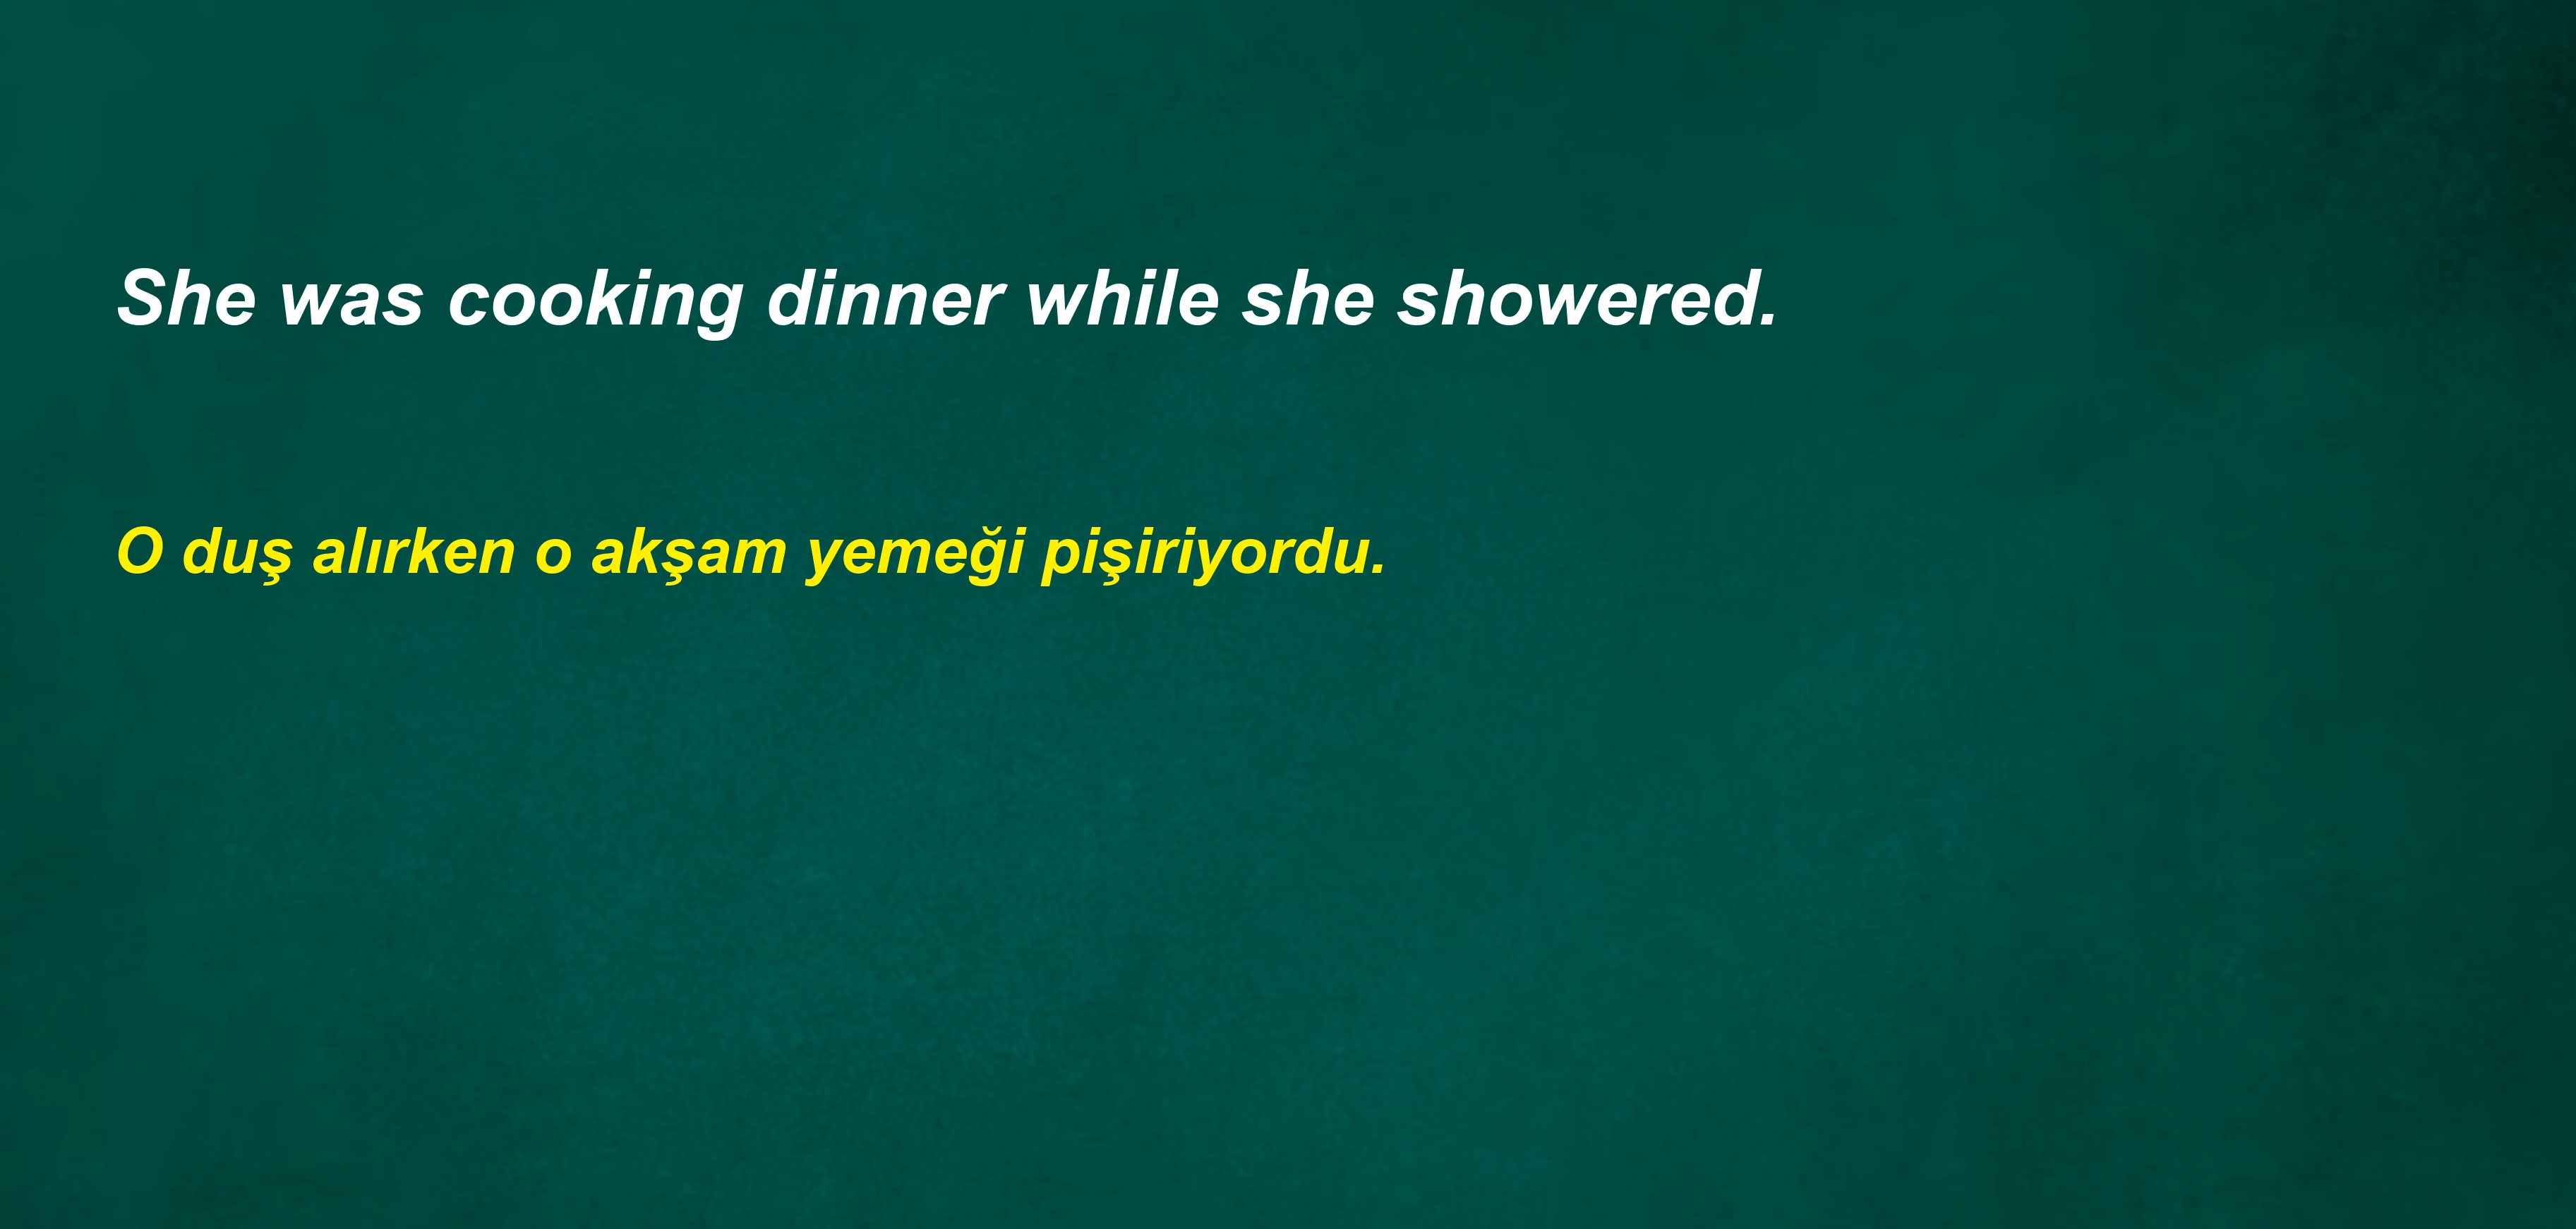 She was cooking dinner while she showered.
O duş alırken o akşam yemeği pişiriyordu.